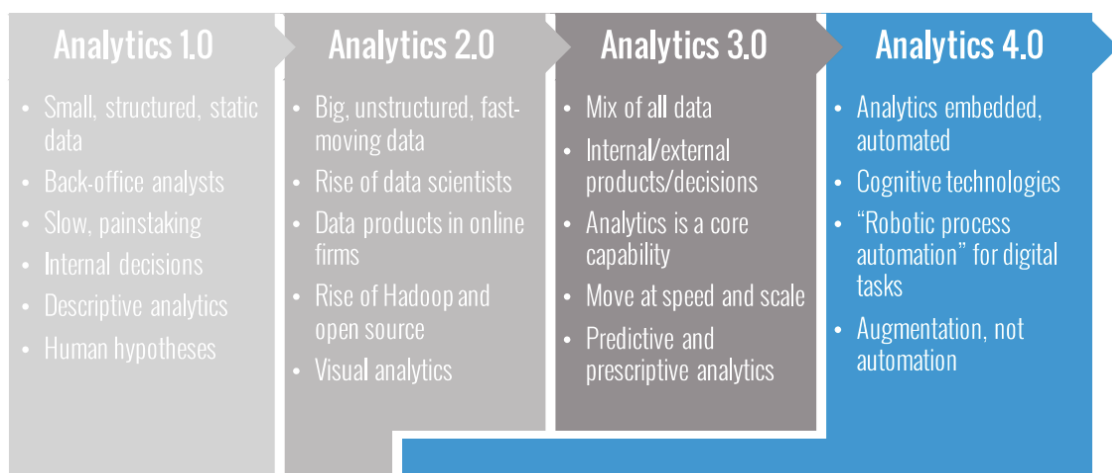 Analytics 1.0
• Small, structured, static
data
• Back-office analysts
• Slow, painstaking
• Internal decisions
• Descriptive analytics
• Human hypotheses
Analytics 2.0
• Big, unstructured, fast-
moving data
• Rise of data scientists
• Data products in online
firms
• Rise of Hadoop and
open source
• Visual analytics
Analytics 3.0
• Mix of all data
• Internal/external
products/decisions
• Analytics is a core
capability
• Move at speed and scale
• Predictive and
prescriptive analytics
Analytics 4.0
• Analytics embedded,
automated
• Cognitive technologies
• “Robotic process
automation” for digital
tasks
• Augmentation, not
automation